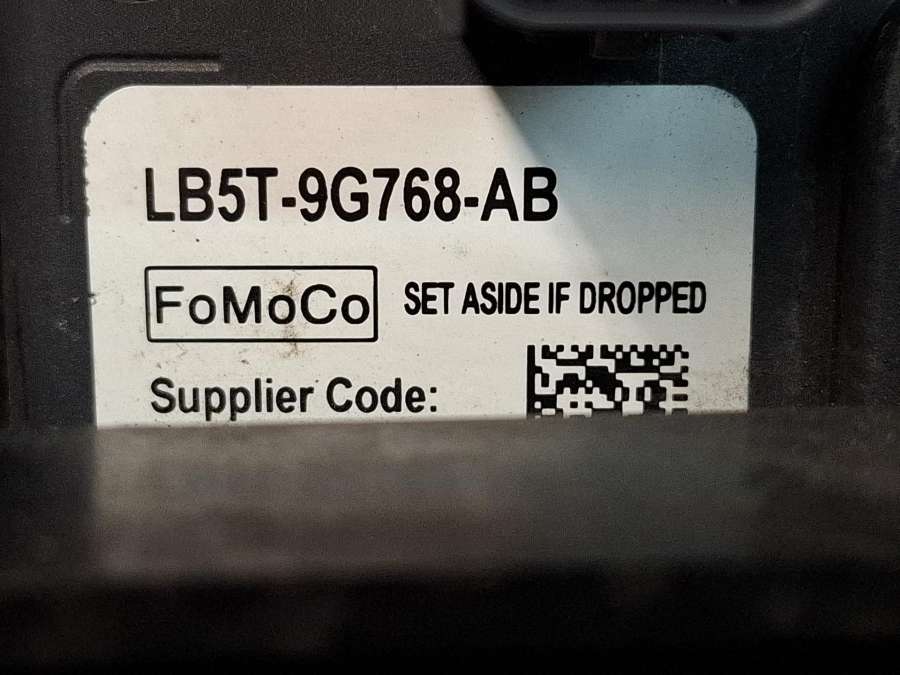 LB5T-9G768-AB
FoMoCo SET ASIDE IF DROPPED
Supplier Code: